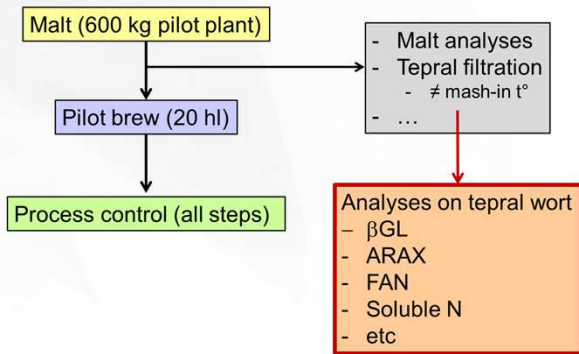 Malt (600 kg pilot plant)
Pilot brew (20 hl)
Process control (all steps)
- Malt analyses
- Tepral filtration
- ≠ mash-in t°
- …
Analyses on tepral wort
– βGL
- ARAX
- FAN
- Soluble N
- etc